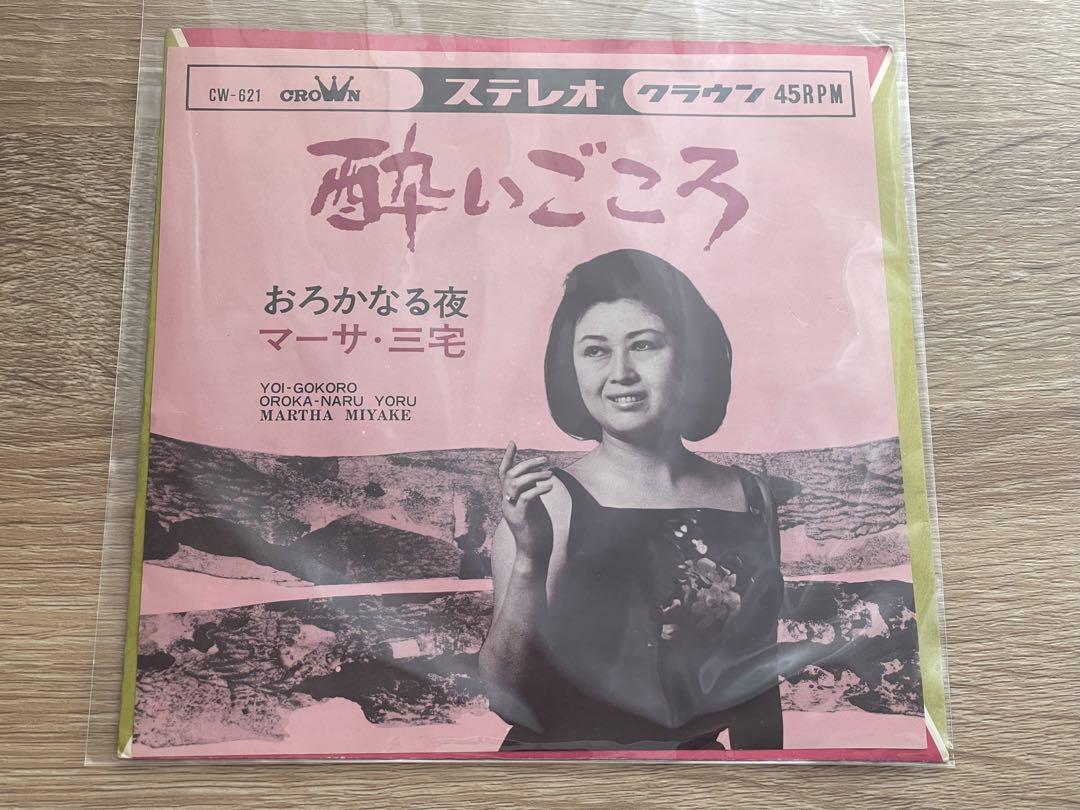 CW-621 CROWN ステレオ クラウン 45RPM
酔いごころ
おろかなる夜
マーサ・三宅
YOI-GOKORO
OROKA-NARU YORU
MARTHA MIYAKE